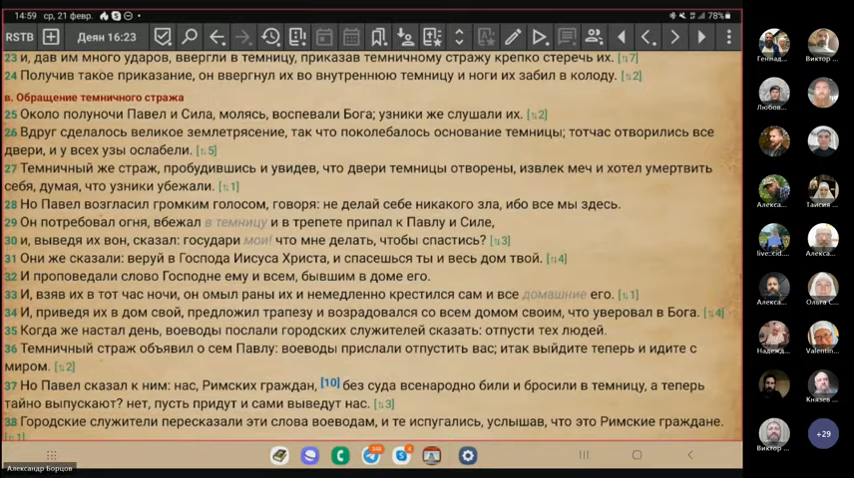 14:59 ср, 21 февр.
78%
RSTB
Деян 16:23
23 и, дав им много ударов, ввергли в темницу, приказав темничному стражу крепко стеречь их. [↑↓7]
24 Получив такое приказание, он ввергнул их во внутреннюю темницу и ноги их забил в колоду. [↑↓2]
в. Обращение темничного стража
25 Около полуночи Павел и Сила, молясь, воспевали Бога; узники же слушали их. [↑↓2]
26 Вдруг сделалось великое землетрясение, так что поколебалось основание темницы; тотчас отворились все
двери, и у всех узы ослабели. [↑↓5]
27 Темничный же страж, пробудившись и увидев, что двери темницы отворены, извлек меч и хотел умертвить
себя, думая, что узники убежали. [↑↓1]
28 Но Павел возгласил громким голосом, говоря: не делай себе никакого зла, ибо все мы здесь.
29 Он потребовал огня, вбежал в темницу и в трепете припал к Павлу и Силе,
30 и, выведя их вон, сказал: государи мои! что мне делать, чтобы спастись? [↑↓3]
31 Они же сказали: веруй в Господа Иисуса Христа, и спасешься ты и весь дом твой. [↑↓4]
32 И проповедали слово Господне ему и всем, бывшим в доме его.
33 И, взяв их в тот час ночи, он омыл раны их и немедленно крестился сам и все домашние его. [↑↓1]
34 И, приведя их в дом свой, предложил трапезу и возрадовался со всем домом своим, что уверовал в Бога. [↑↓4]
35 Когда же настал день, воеводы послали городских служителей сказать: отпусти тех людей.
36 Темничный страж объявил о сем Павлу: воеводы прислали отпустить вас; итак выйдите теперь и идите с
миром. [↑↓2]
37 Но Павел сказал к ним: нас, Римских граждан, [10] без суда всенародно били и бросили в темницу, а теперь
тайно выпускают? нет, пусть придут и сами выведут нас. [↑↓3]
38 Городские служители пересказали эти слова воеводам, и те испугались, услышав, что это Римские граждане.
[↑↓1]
Александр Борцов
Геннад...
Виктор ...
Любов...
Алекса...
Таисия ...
live:.cid...
Алекса...
Алекса...
Ольга С...
Надежд...
Valentin...
Князев ...
Виктор ...
+29